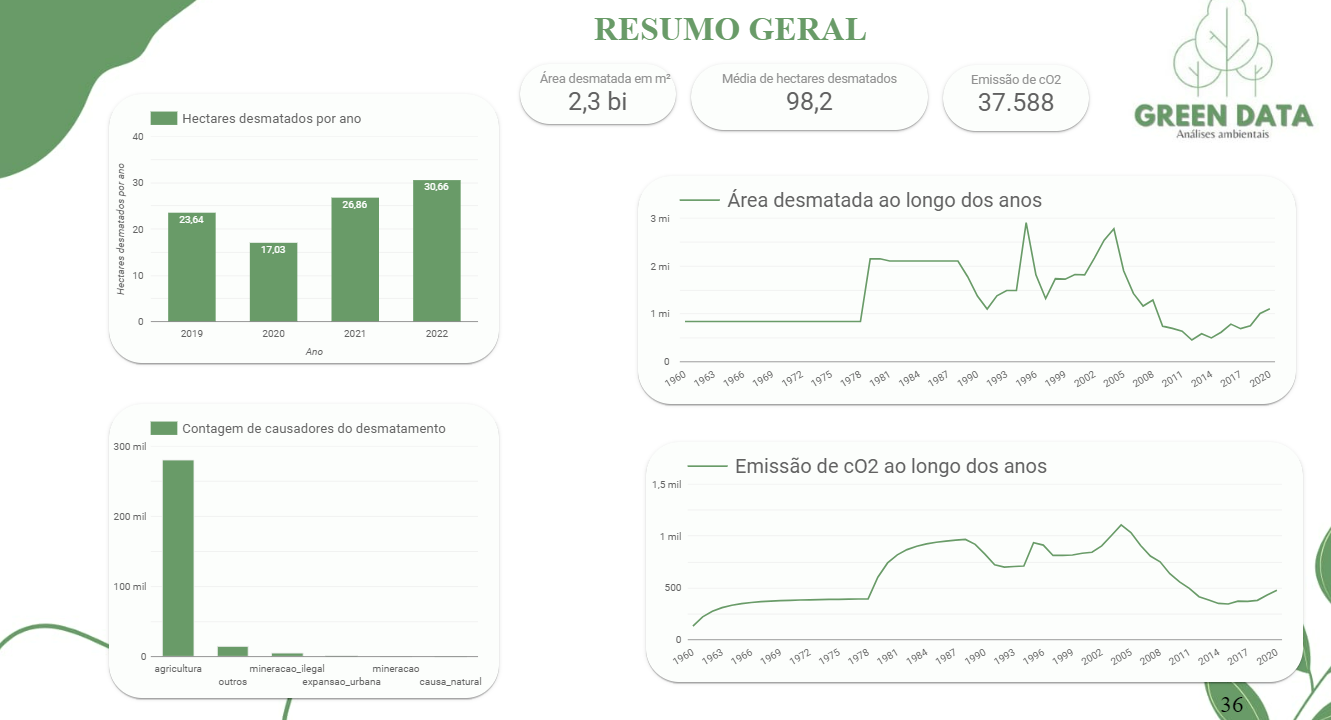 RESUMO GERAL
Área desmatada em m²
2,3 bi
Média de hectares desmatados
98,2
Emissão de cO2
37.588
GREEN DATA
Análises ambientais
Hectares desmatados por ano
Hectares desmatados por ano
40
30
20
10
0
23,64
17,03
26,86
30,66
2019 2020 2021 2022
Ano
Área desmatada ao longo dos anos
3 mi
2 mi
1 mi
0
1960 1963 1966 1969 1972 1975 1978 1981 1984 1987 1990 1993 1996 1999 2002 2005 2008 2011 2014 2017 2020
Contagem de causadores do desmatamento
300 mil
200 mil
100 mil
0
agricultura mineracao_ilegal mineracao
outros expansao_urbana causa_natural
Emissão de cO2 ao longo dos anos
1,5 mil
1 mil
500
0
1960 1963 1966 1969 1972 1975 1978 1981 1984 1987 1990 1993 1996 1999 2002 2005 2008 2011 2014 2017 2020
36